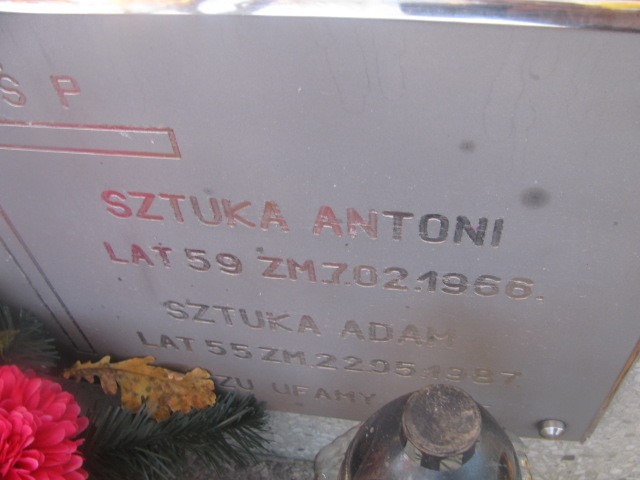 Ś P
SZTUKA ANTONI
LAT 59 ZM.7.02.1966.
SZTUKA ADAM
LAT 55 ZM.22 05 1987
UFAMY